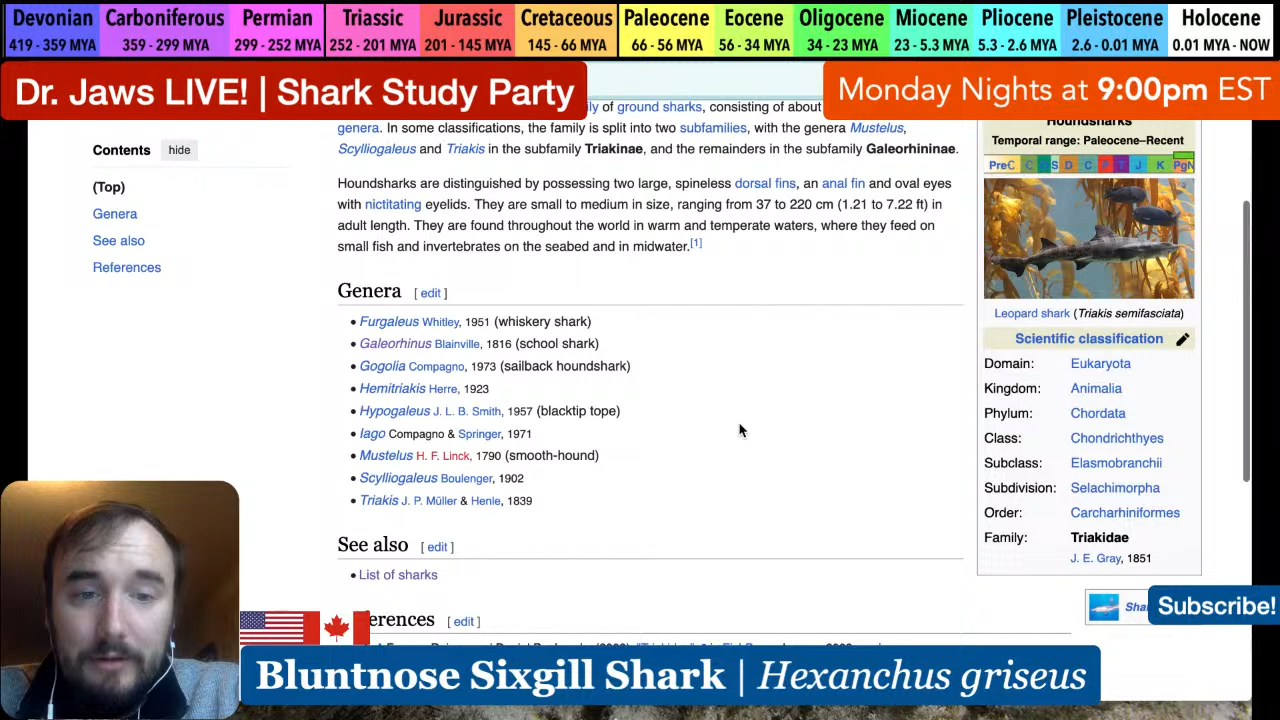 Devonian Carboniferous Permian Triassic Jurassic Cretaceous Paleocene Eocene Oligocene Miocene Pliocene Pleistocene Holocene
419 - 359 MYA 359 - 299 MYA 299 - 252 MYA 252 - 201 MYA 201 - 145 MYA 145 - 66 MYA 66 - 56 MYA 56 - 34 MYA 34 - 23 MYA 23 - 5.3 MYA 5.3 - 2.6 MYA 2.6 - 0.01 MYA 0.01 MYA - NOW
Dr. Jaws LIVE! | Shark Study Party
Monday Nights at 9:00pm EST
Contents hide
(Top)
Genera
See also
References
of ground sharks, consisting of about
genera. In some classifications, the family is split into two subfamilies, with the genera Mustelus,
Scylliogaleus and Triakis in the subfamily Triakinae, and the remainders in the subfamily Galeorhininae.
Houndsharks are distinguished by possessing two large, spineless dorsal fins, an anal fin and oval eyes
with nictitating eyelids. They are small to medium in size, ranging from 37 to 220 cm (1.21 to 7.22 ft) in
adult length. They are found throughout the world in warm and temperate waters, where they feed on
small fish and invertebrates on the seabed and in midwater.[1]
Genera [ edit ]
• Furgaleus Whitley, 1951 (whiskery shark)
• Galeorhinus Blainville, 1816 (school shark)
• Gogolia Compagno, 1973 (sailback houndshark)
• Hemitriakis Herre, 1923
• Hypogaleus J. L. B. Smith, 1957 (blacktip tope)
• Iago Compagno & Springer, 1971
• Mustelus H. F. Linck, 1790 (smooth-hound)
• Scylliogaleus Boulenger, 1902
• Triakis J. P. Müller & Henle, 1839
See also [ edit ]
• List of sharks
erences [ edit ]
Houndsharks
Temporal range: Paleocene–Recent
PreꞒ Ꞓ O S D C P T J K PgN
Leopard shark (Triakis semifasciata)
Scientific classification
Domain: Eukaryota
Kingdom: Animalia
Phylum: Chordata
Class: Chondrichthyes
Subclass: Elasmobranchii
Subdivision: Selachimorpha
Order: Carcharhiniformes
Family: Triakidae
J. E. Gray, 1851
Sha
Subscribe!
Bluntnose Sixgill Shark | Hexanchus griseus